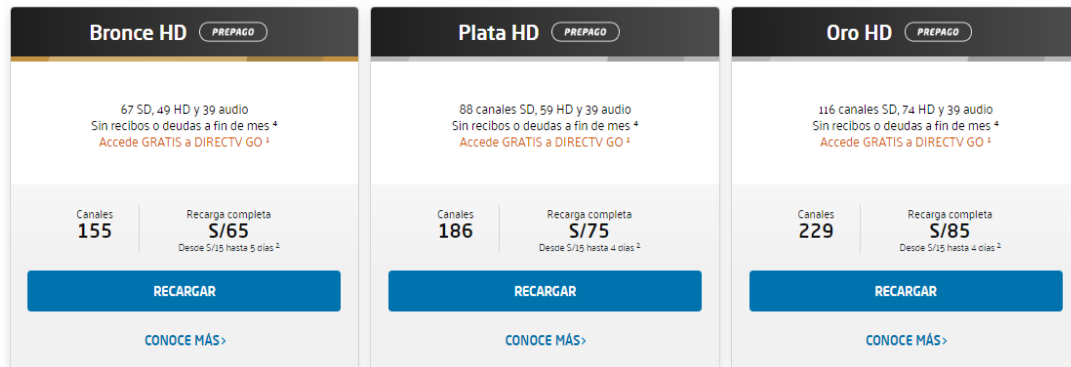 Bronce HD PREPAGO
67 SD, 49 HD y 39 audio
Sin recibos o deudas a fin de mes ⁴
Accede GRATIS a DIRECTV GO ¹
Canales
155
Recarga completa
S/65
Desde S/15 hasta 5 días ²
RECARGAR
CONOCE MÁS>
Plata HD PREPAGO
88 canales SD, 59 HD y 39 audio
Sin recibos o deudas a fin de mes ⁴
Accede GRATIS a DIRECTV GO ¹
Canales
186
Recarga completa
S/75
Desde S/15 hasta 4 días ²
RECARGAR
CONOCE MÁS>
Oro HD PREPAGO
116 canales SD, 74 HD y 39 audio
Sin recibos o deudas a fin de mes ⁴
Accede GRATIS a DIRECTV GO ¹
Canales
229
Recarga completa
S/85
Desde S/15 hasta 4 días ²
RECARGAR
CONOCE MÁS>